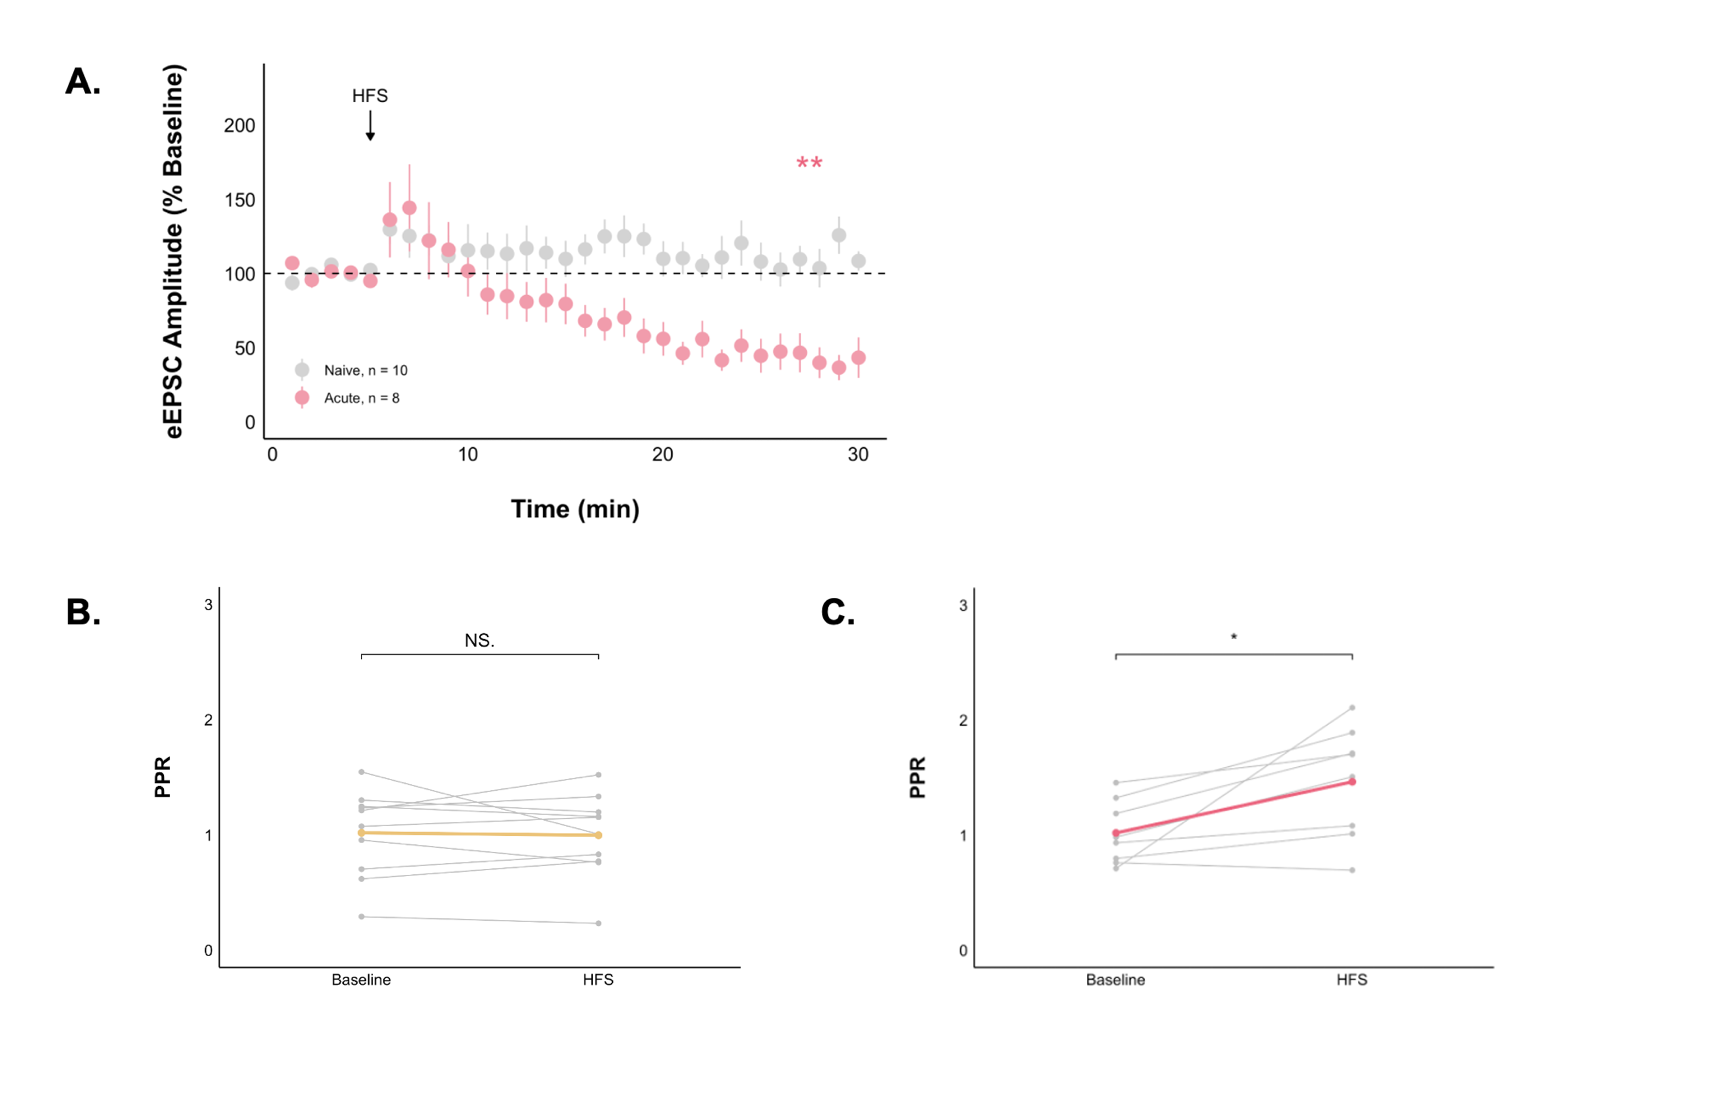 A.
eEPSC Amplitude (% Baseline)
HFS
200
**
150
100
50
Naive, n = 10
Acute, n = 8
0
0 10 20 30
Time (min)
B.
3
NS.
2
PPR
1
0
Baseline HFS
C.
3
*
2
PPR
1
0
Baseline HFS